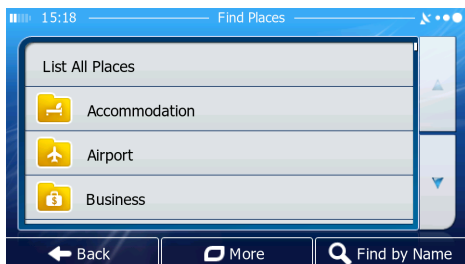 15:18 Find Places
List All Places
Accommodation
Airport
Business
Back More Find by Name